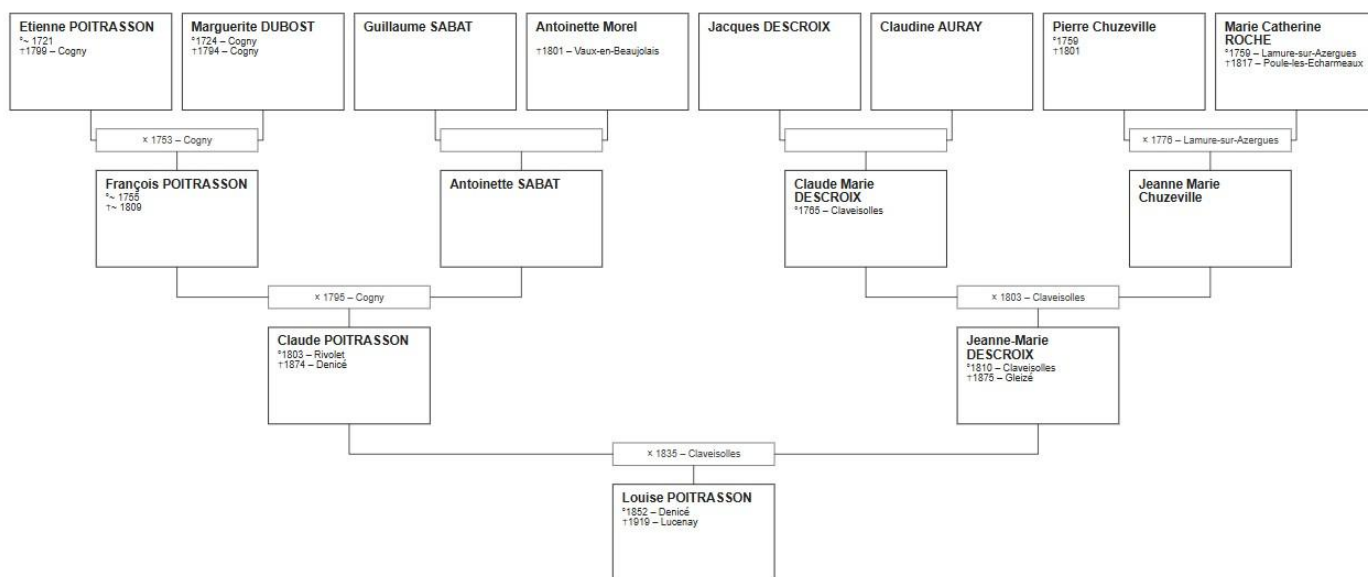 Etienne POITRASSON
°~ 1721
†1799 – Cogny
Marguerite DUBOST
°1724 – Cogny
†1794 – Cogny
Guillaume SABAT
Antoinette Morel
†1801 – Vaux-en-Beaujolais
Jacques DESCROIX
Claudine AURAY
Pierre Chuzeville
°1759
†1801
Marie Catherine
ROCHE
°1759 – Lamure-sur-Azergues
†1817 – Poule-les-Echarmeaux
x 1753 – Cogny
x 1776 – Lamure-sur-Azergues
François POITRASSON
°~ 1755
†~ 1809
Antoinette SABAT
Claude Marie
DESCROIX
°1765 – Claveisolles
Jeanne Marie
Chuzeville
x 1795 – Cogny
x 1803 – Claveisolles
Claude POITRASSON
°1803 – Rivolet
†1874 – Denicé
Jeanne-Marie
DESCROIX
°1810 – Claveisolles
†1875 – Gleizé
x 1835 – Claveisolles
Louise POITRASSON
°1852 – Denicé
†1919 – Lucenay